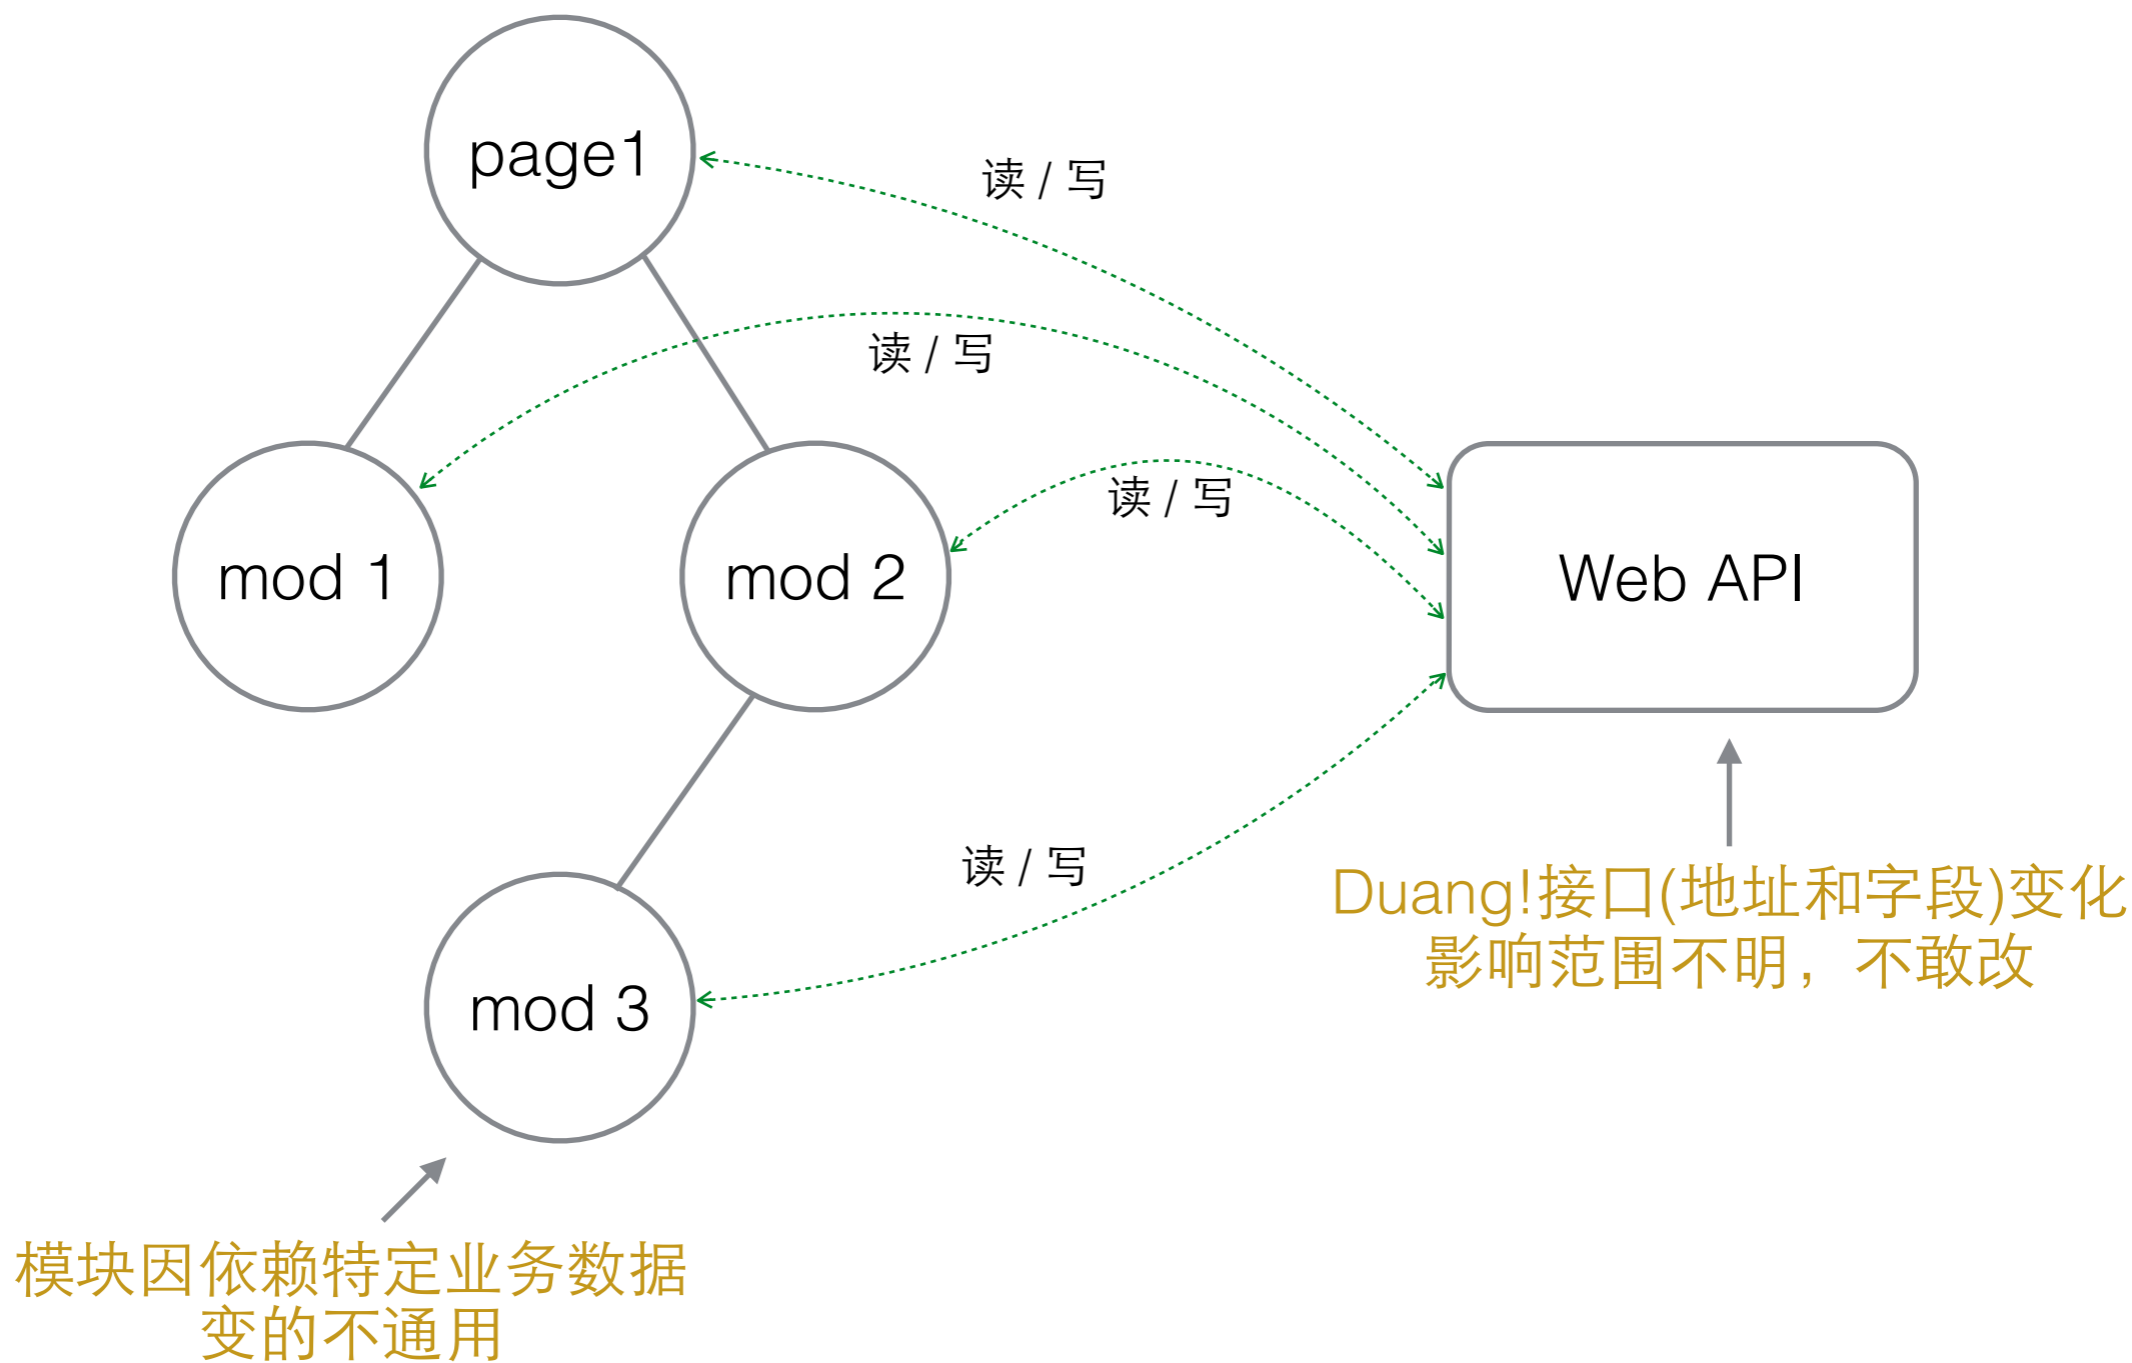 page1
读 / 写
读 / 写
mod 1
mod 2
读 / 写
Web API
读 / 写
mod 3
Duang!接口(地址和字段)变化
影响范围不明，不敢改
模块因依赖特定业务数据
变的不通用